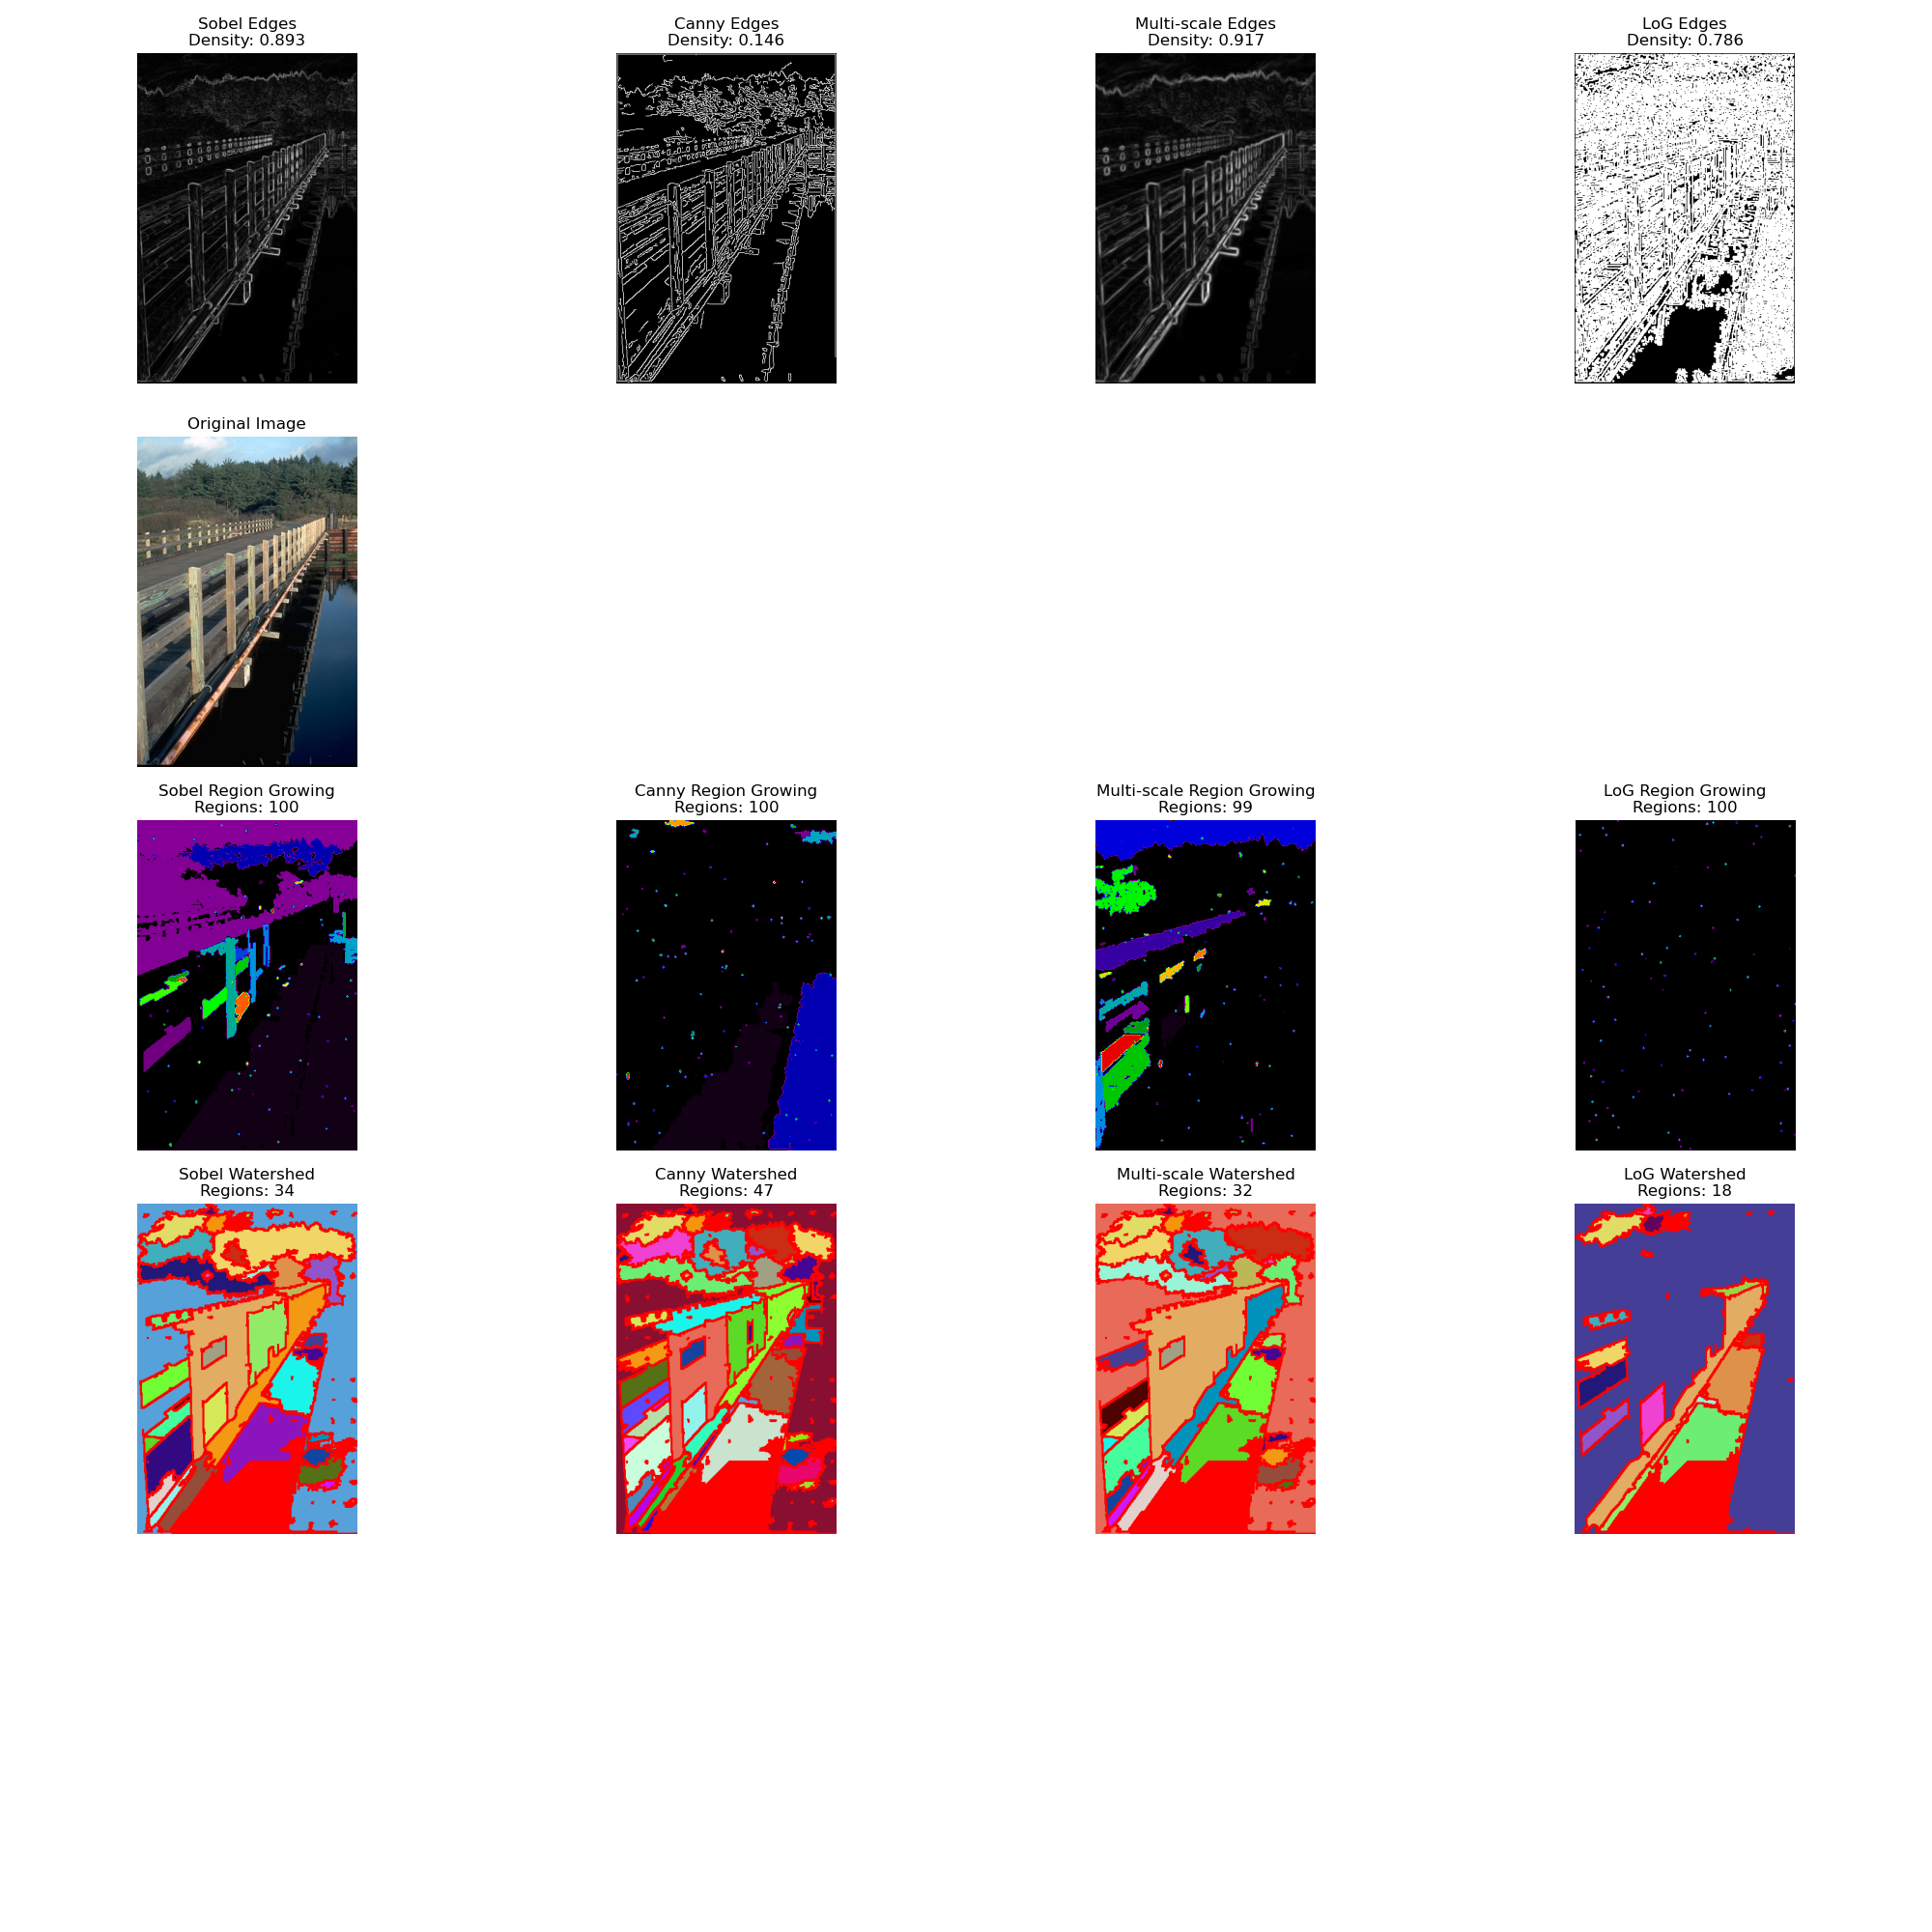 Sobel Edges
Density: 0.893
Canny Edges
Density: 0.146
Multi-scale Edges
Density: 0.917
LoG Edges
Density: 0.786
Original Image
Sobel Region Growing
Regions: 100
Canny Region Growing
Regions: 100
Multi-scale Region Growing
Regions: 99
LoG Region Growing
Regions: 100
Sobel Watershed
Regions: 34
Canny Watershed
Regions: 47
Multi-scale Watershed
Regions: 32
LoG Watershed
Regions: 18